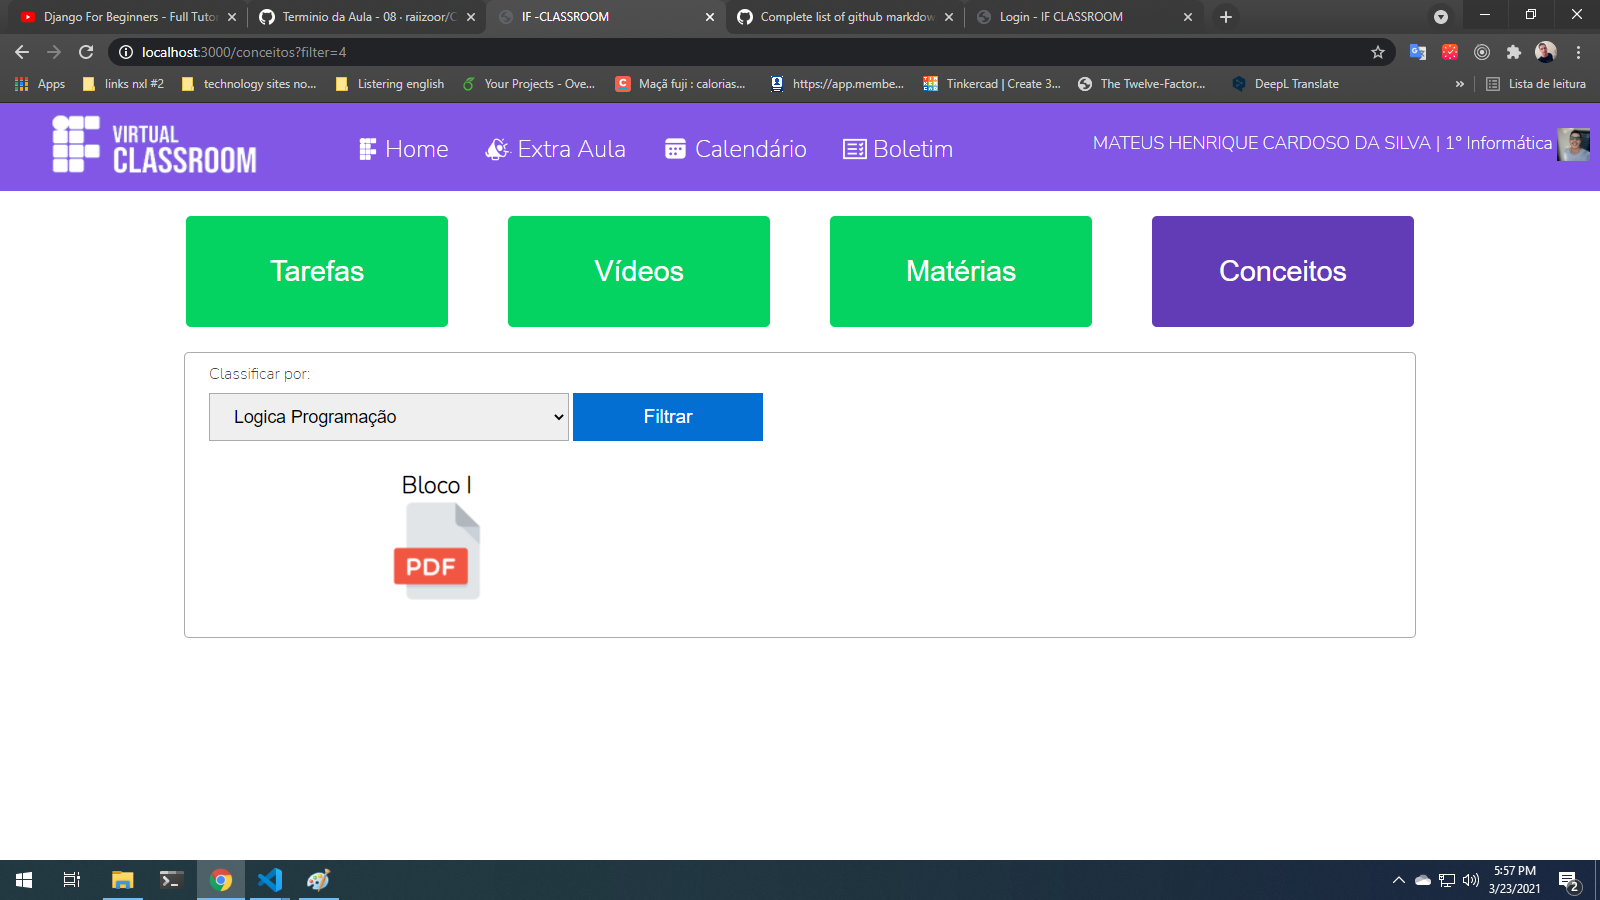 Django For Beginners - Full Tutor
Terminio da Aula - 08 · raiizoor/C
IF -CLASSROOM
Complete list of github markdow
Login - IF CLASSROOM
localhost:3000/conceitos?filter=4
Apps
links nxl #2
technology sites no...
Listering english
Your Projects - Ove...
Maçã fuji : calorias...
https://app.membe...
Tinkercad | Create 3...
The Twelve-Factor...
DeepL Translate
»
Lista de leitura
VIRTUAL
CLASSROOM
Home
Extra Aula
Calendário
Boletim
MATEUS HENRIQUE CARDOSO DA SILVA | 1° Informática
Tarefas
Vídeos
Matérias
Conceitos
Classificar por:
Logica Programação
Filtrar
Bloco I
PDF
5:57 PM
3/23/2021
2